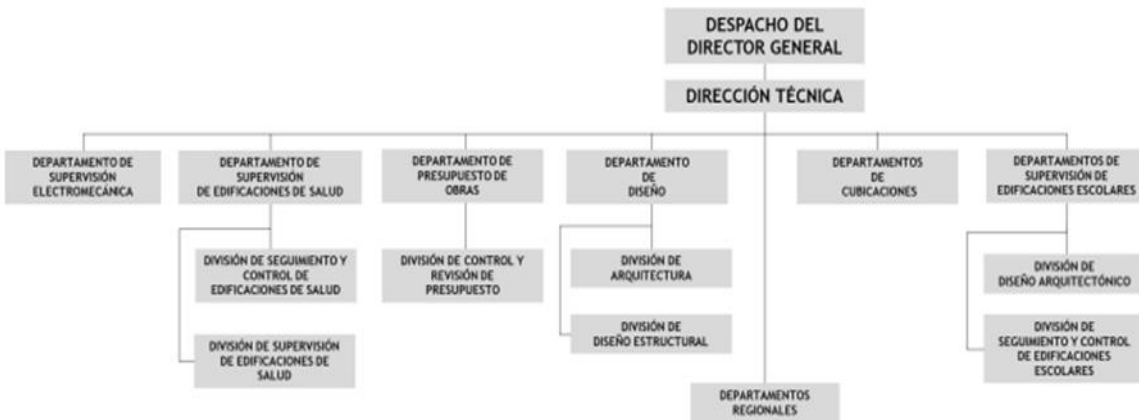 DESPACHO DEL
DIRECTOR GENERAL
DIRECCIÓN TÉCNICA
DEPARTAMENTO DE
SUPERVISIÓN
ELECTROMECÁNICA
DEPARTAMENTO DE
SUPERVISIÓN
DE EDIFICACIONES DE SALUD
DEPARTAMENTO DE
PRESUPUESTO DE
OBRAS
DEPARTAMENTO
DE
DISEÑO
DEPARTAMENTOS
DE
CUBICACIONES
DEPARTAMENTOS DE
SUPERVISIÓN DE
EDIFICACIONES ESCOLARES
DIVISIÓN DE SEGUIMIENTO Y
CONTROL DE
EDIFICACIONES DE SALUD
DIVISIÓN DE CONTROL Y
REVISIÓN DE
PRESUPUESTO
DIVISIÓN DE
ARQUITECTURA
DIVISIÓN DE
DISEÑO ARQUITECTÓNICO
DIVISIÓN DE SUPERVISIÓN
DE EDIFICACIONES DE
SALUD
DIVISIÓN DE
DISEÑO ESTRUCTURAL
DIVISIÓN DE
SEGUIMIENTO Y CONTROL
DE EDIFICACIONES
ESCOLARES
DEPARTAMENTOS
REGIONALES